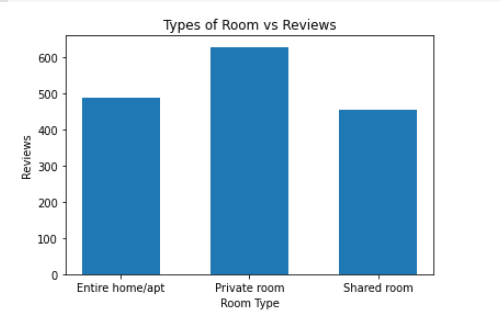 Types of Room vs Reviews
600
500
400
300
200
100
0
Reviews
Entire home/apt Private room Shared room
Room Type